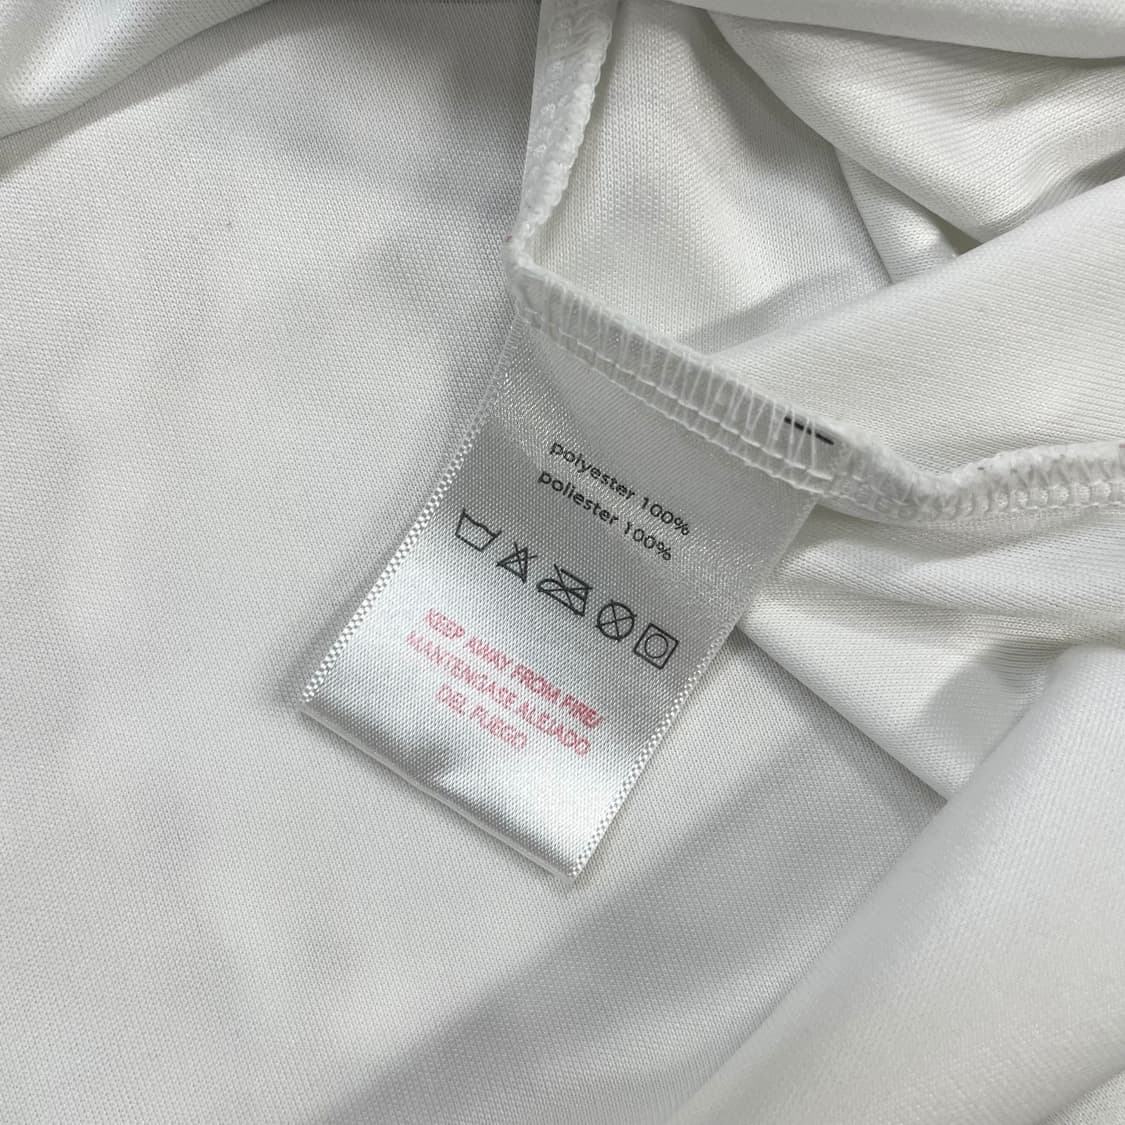 polyester 100%
poliester 100%
KEEP AWAY FROM FIRE/
MANTENGASE ALEJADO
DEL FUEGO